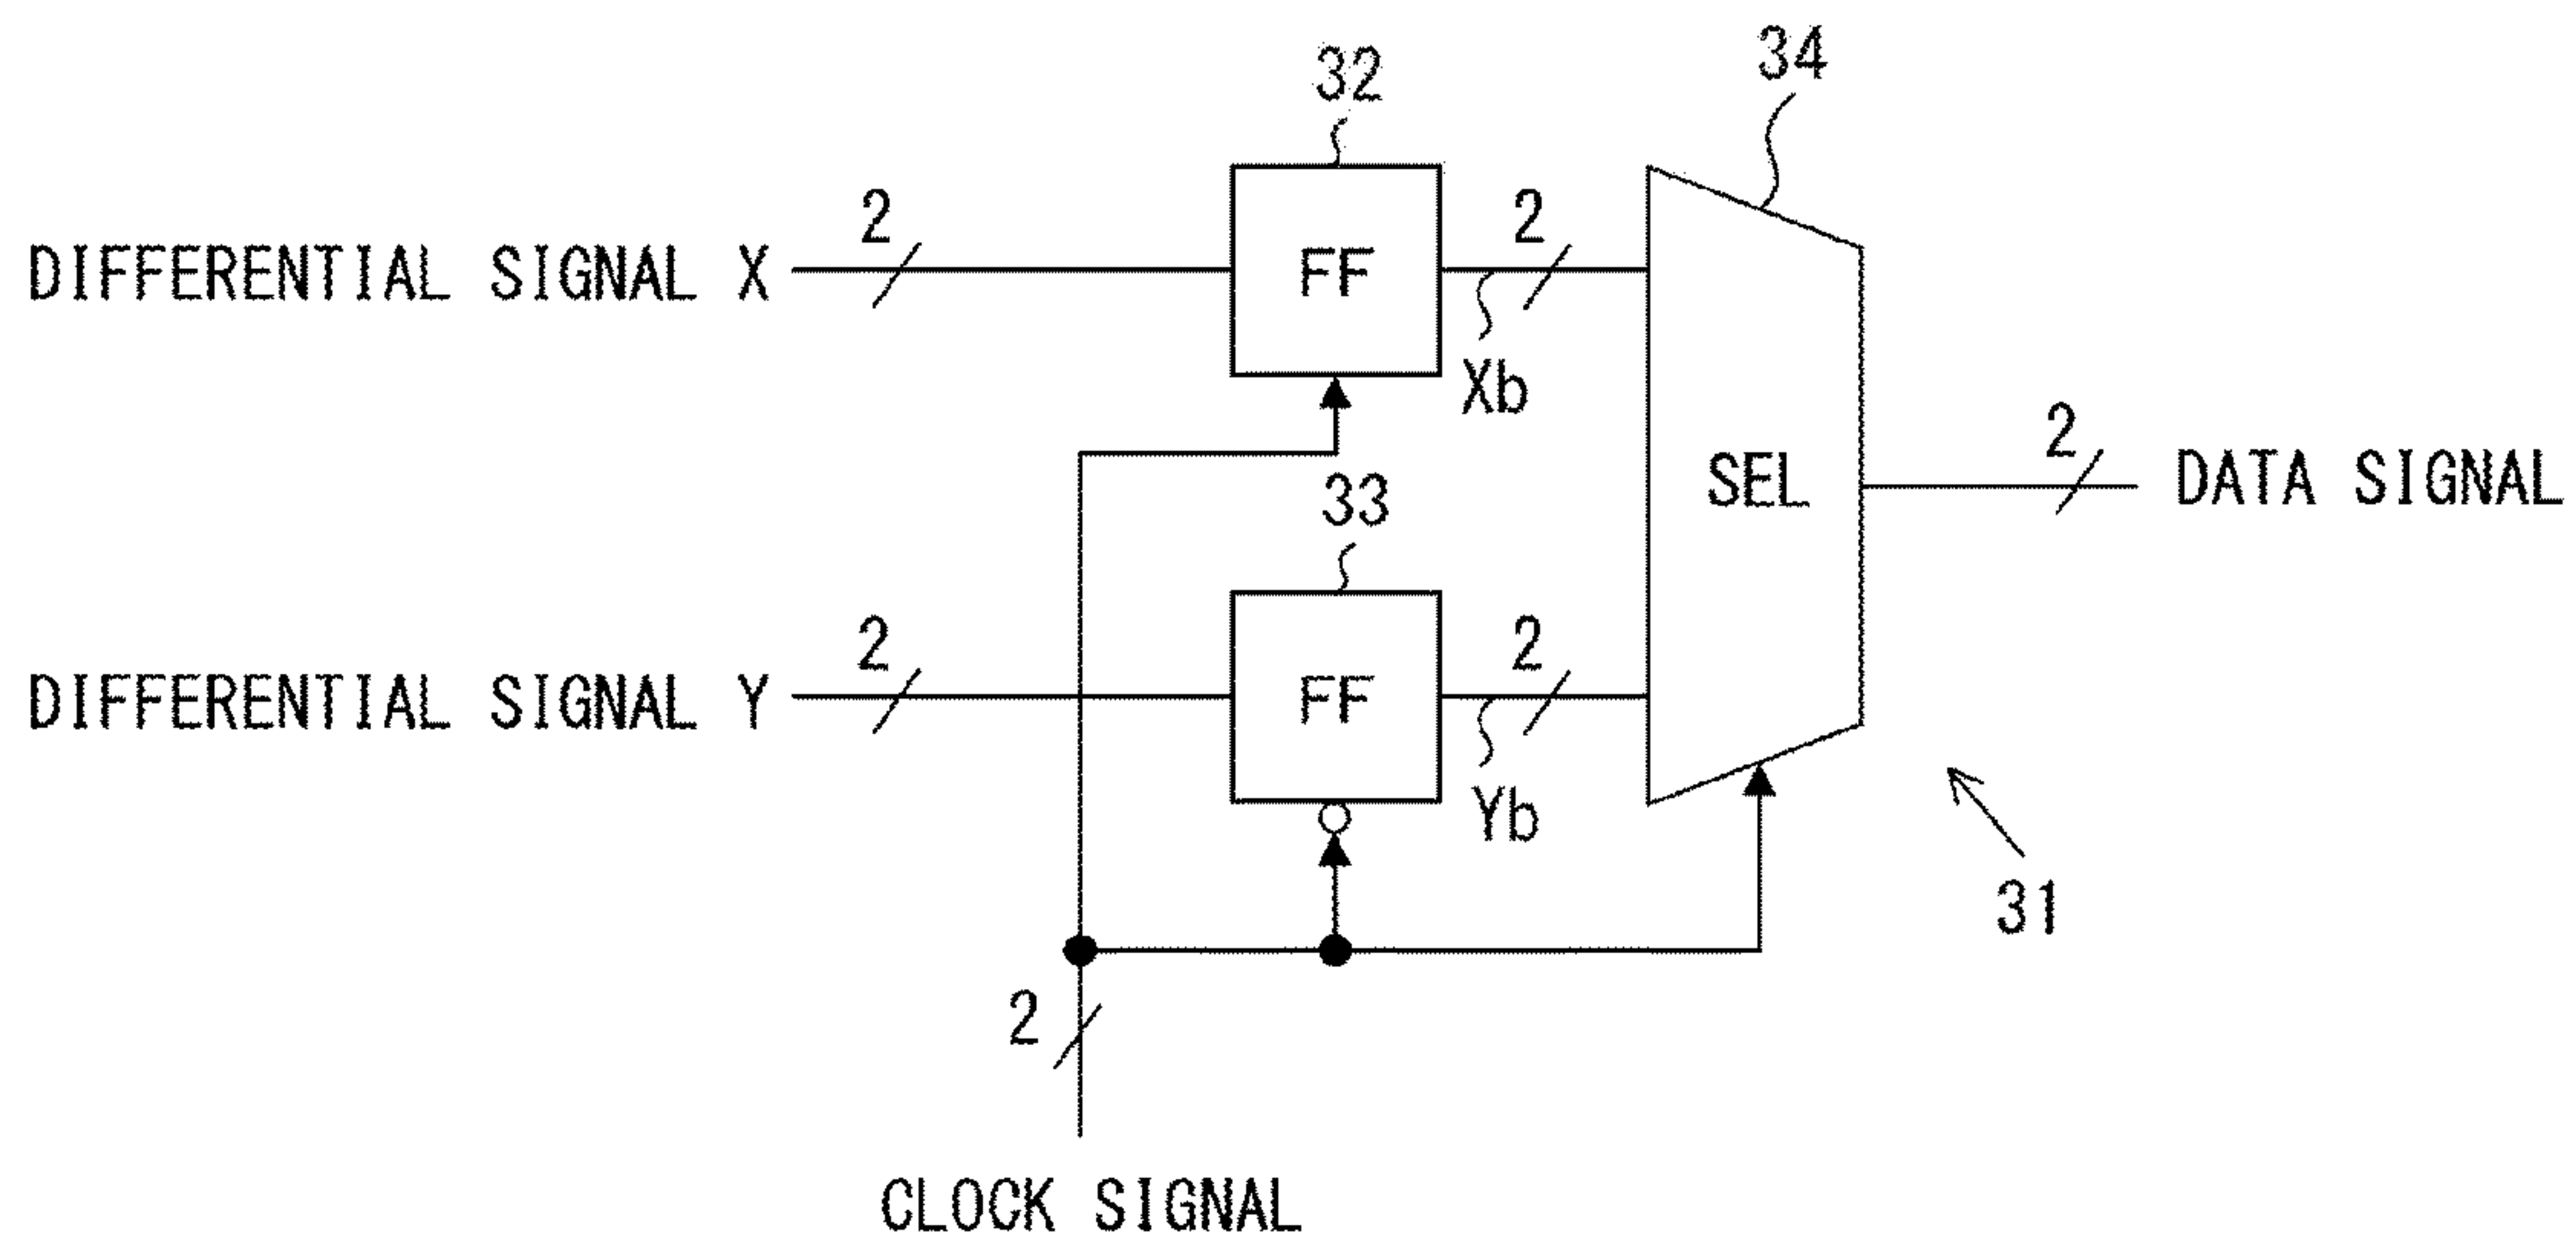 32
34
2
2
DIFFERENTIAL SIGNAL X
FF
Xb
2
SEL
DATA SIGNAL
33
2
2
DIFFERENTIAL SIGNAL Y
FF
Yb
31
2
CLOCK SIGNAL